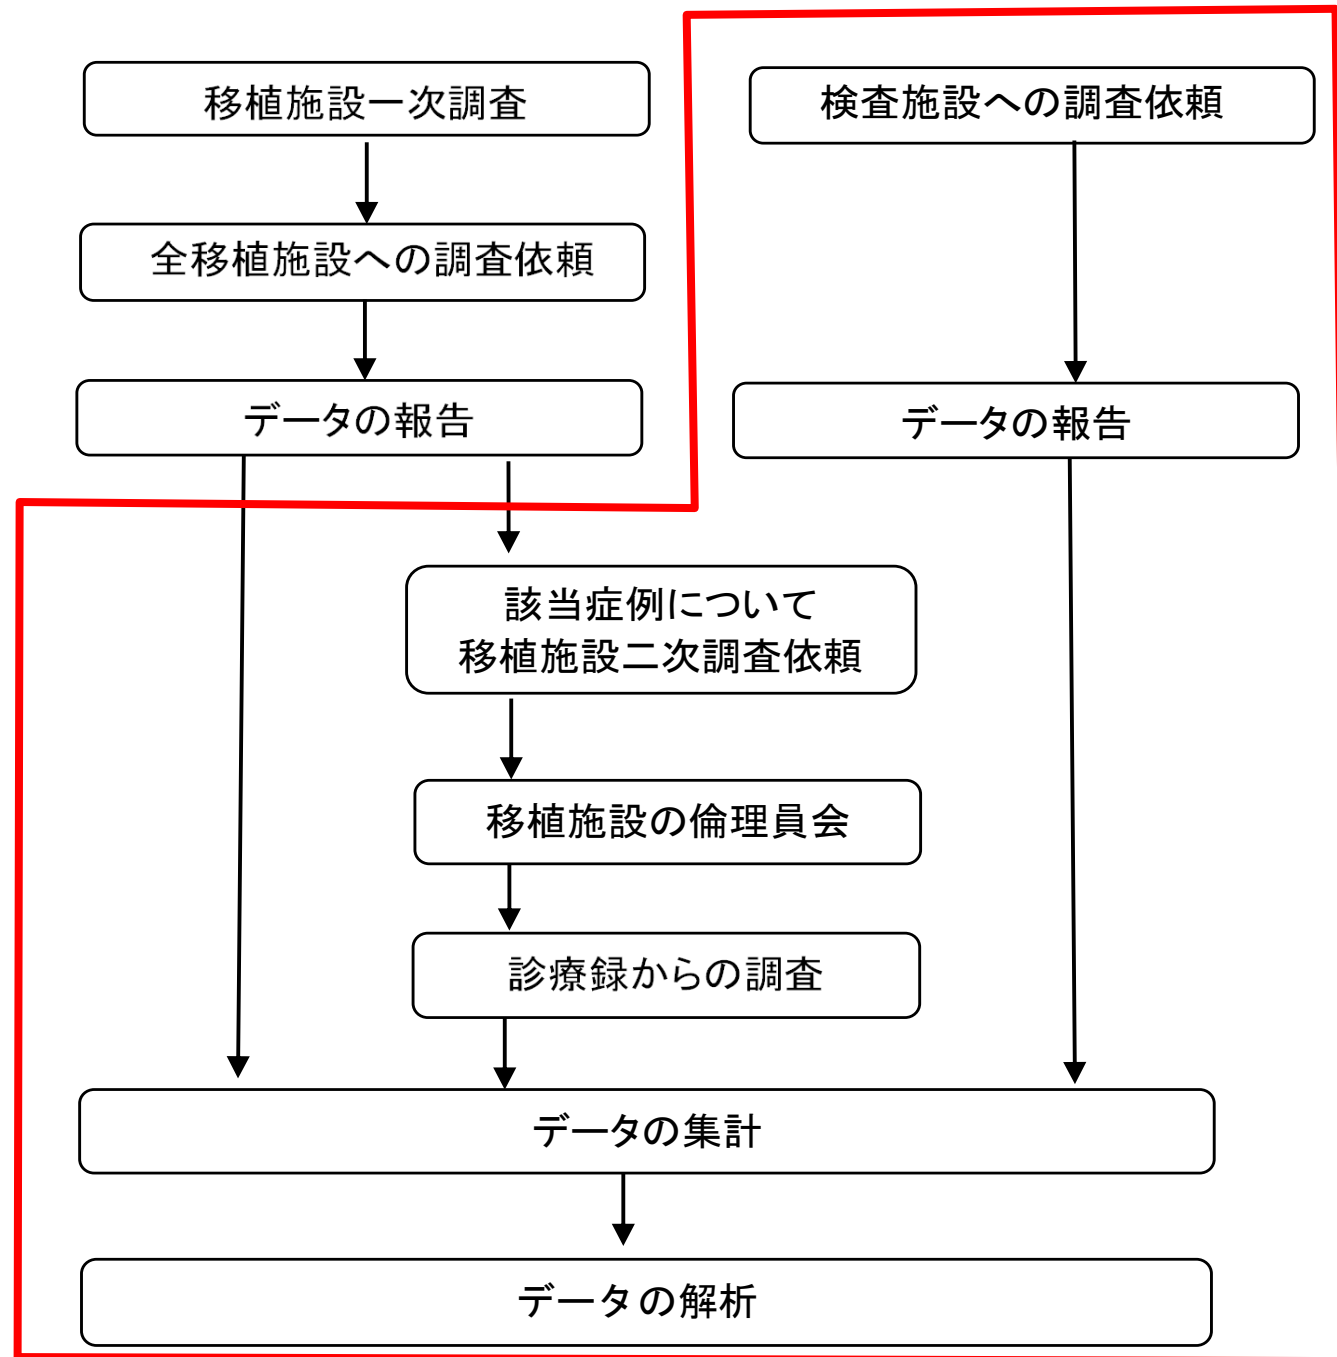 移植施設一次調査
検査施設への調査依頼
全移植施設への調査依頼
データの報告
データの報告
該当症例について
移植施設二次調査依頼
移植施設の倫理員会
診療録からの調査
データの集計
データの解析